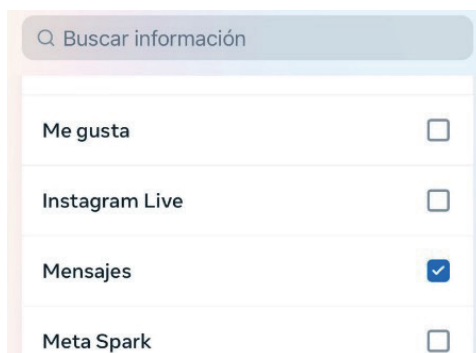 Buscar información
Me gusta
Instagram Live
Mensajes
Meta Spark